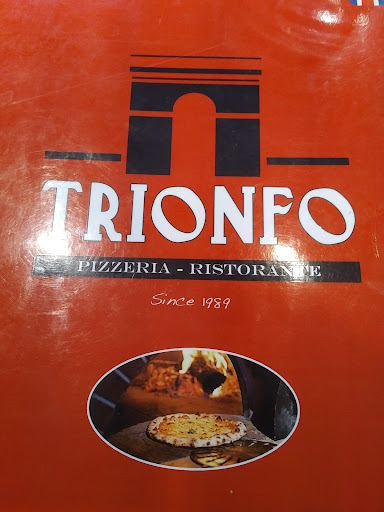 TRIONFO
PIZZERIA - RISTORANTE
Since 1989